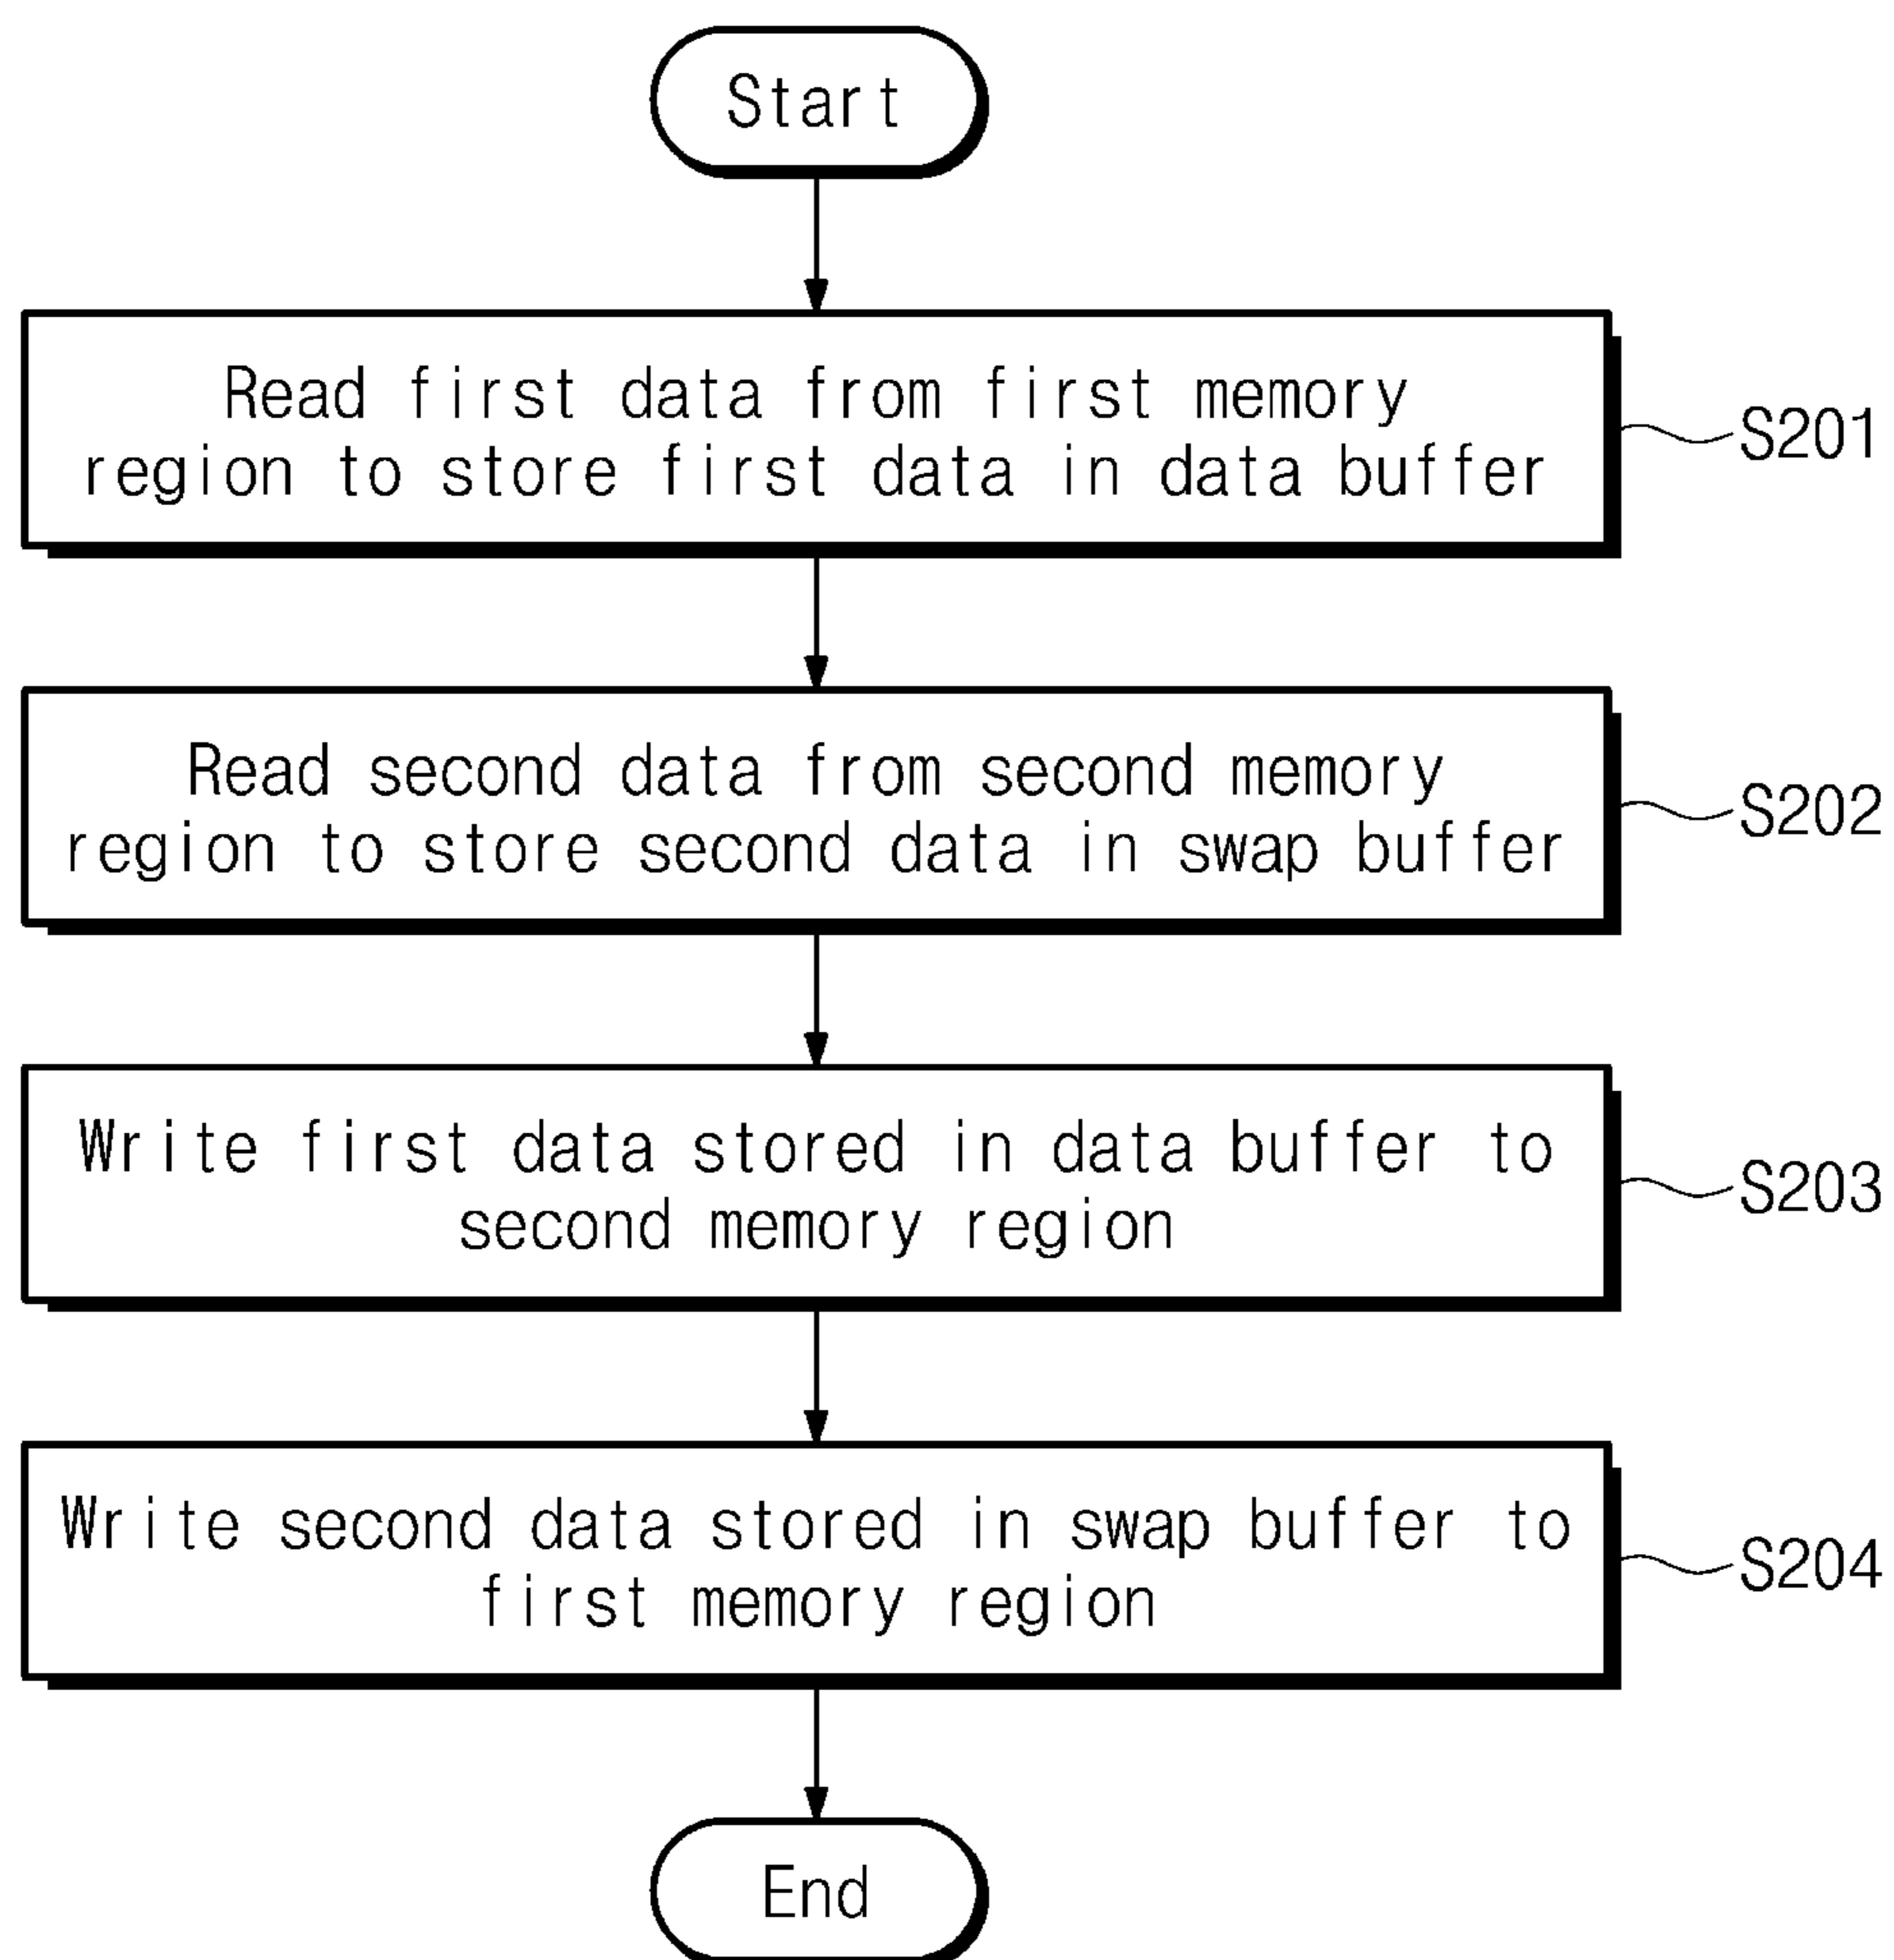 Start
Read first data from first memory
region to store first data in data buffer
S201
Read second data from second memory
region to store second data in swap buffer
S202
Write first data stored in data buffer to
second memory region
S203
Write second data stored in swap buffer to
first memory region
S204
End